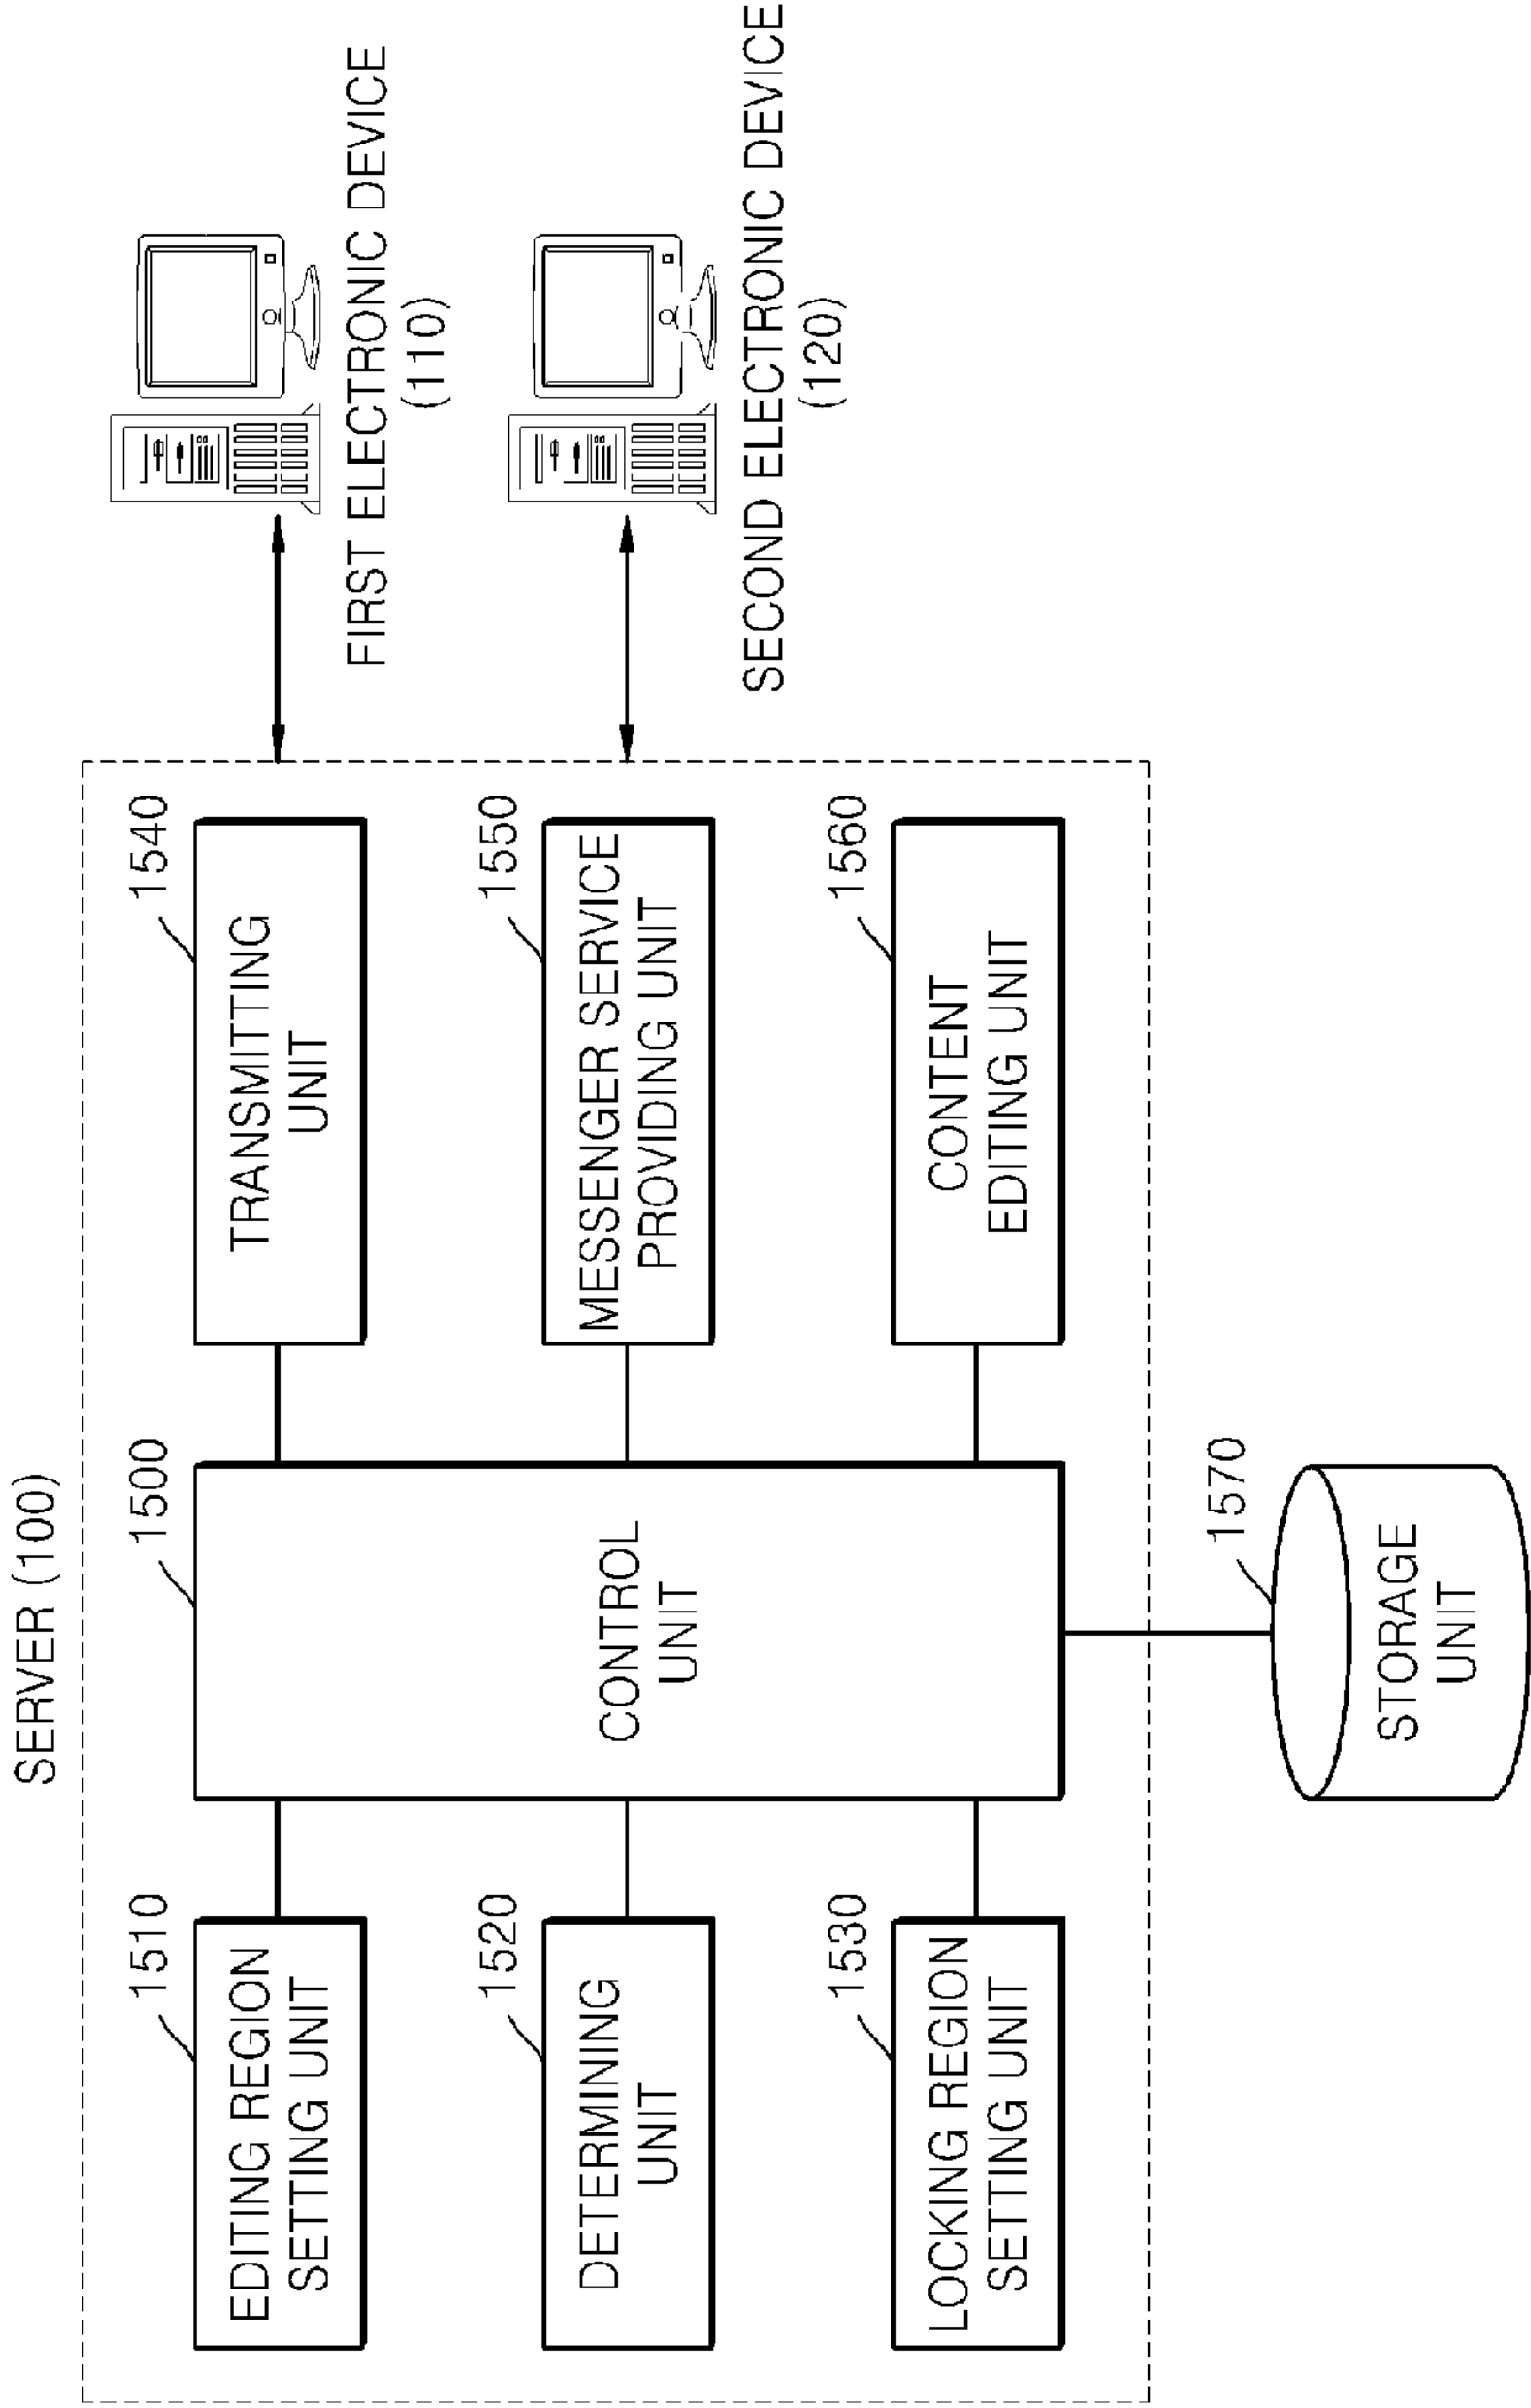 SERVER (100)
1510
EDITING REGION
SETTING UNIT
1520
DETERMINING
UNIT
1530
LOCKING REGION
SETTING UNIT
1500
CONTROL
UNIT
1540
TRANSMITTING
UNIT
1550
MESSENGER SERVICE
PROVIDING UNIT
1560
CONTENT
EDITING UNIT
1570
STORAGE
UNIT
FIRST ELECTRONIC DEVICE
(110)
SECOND ELECTRONIC DEVICE
(120)